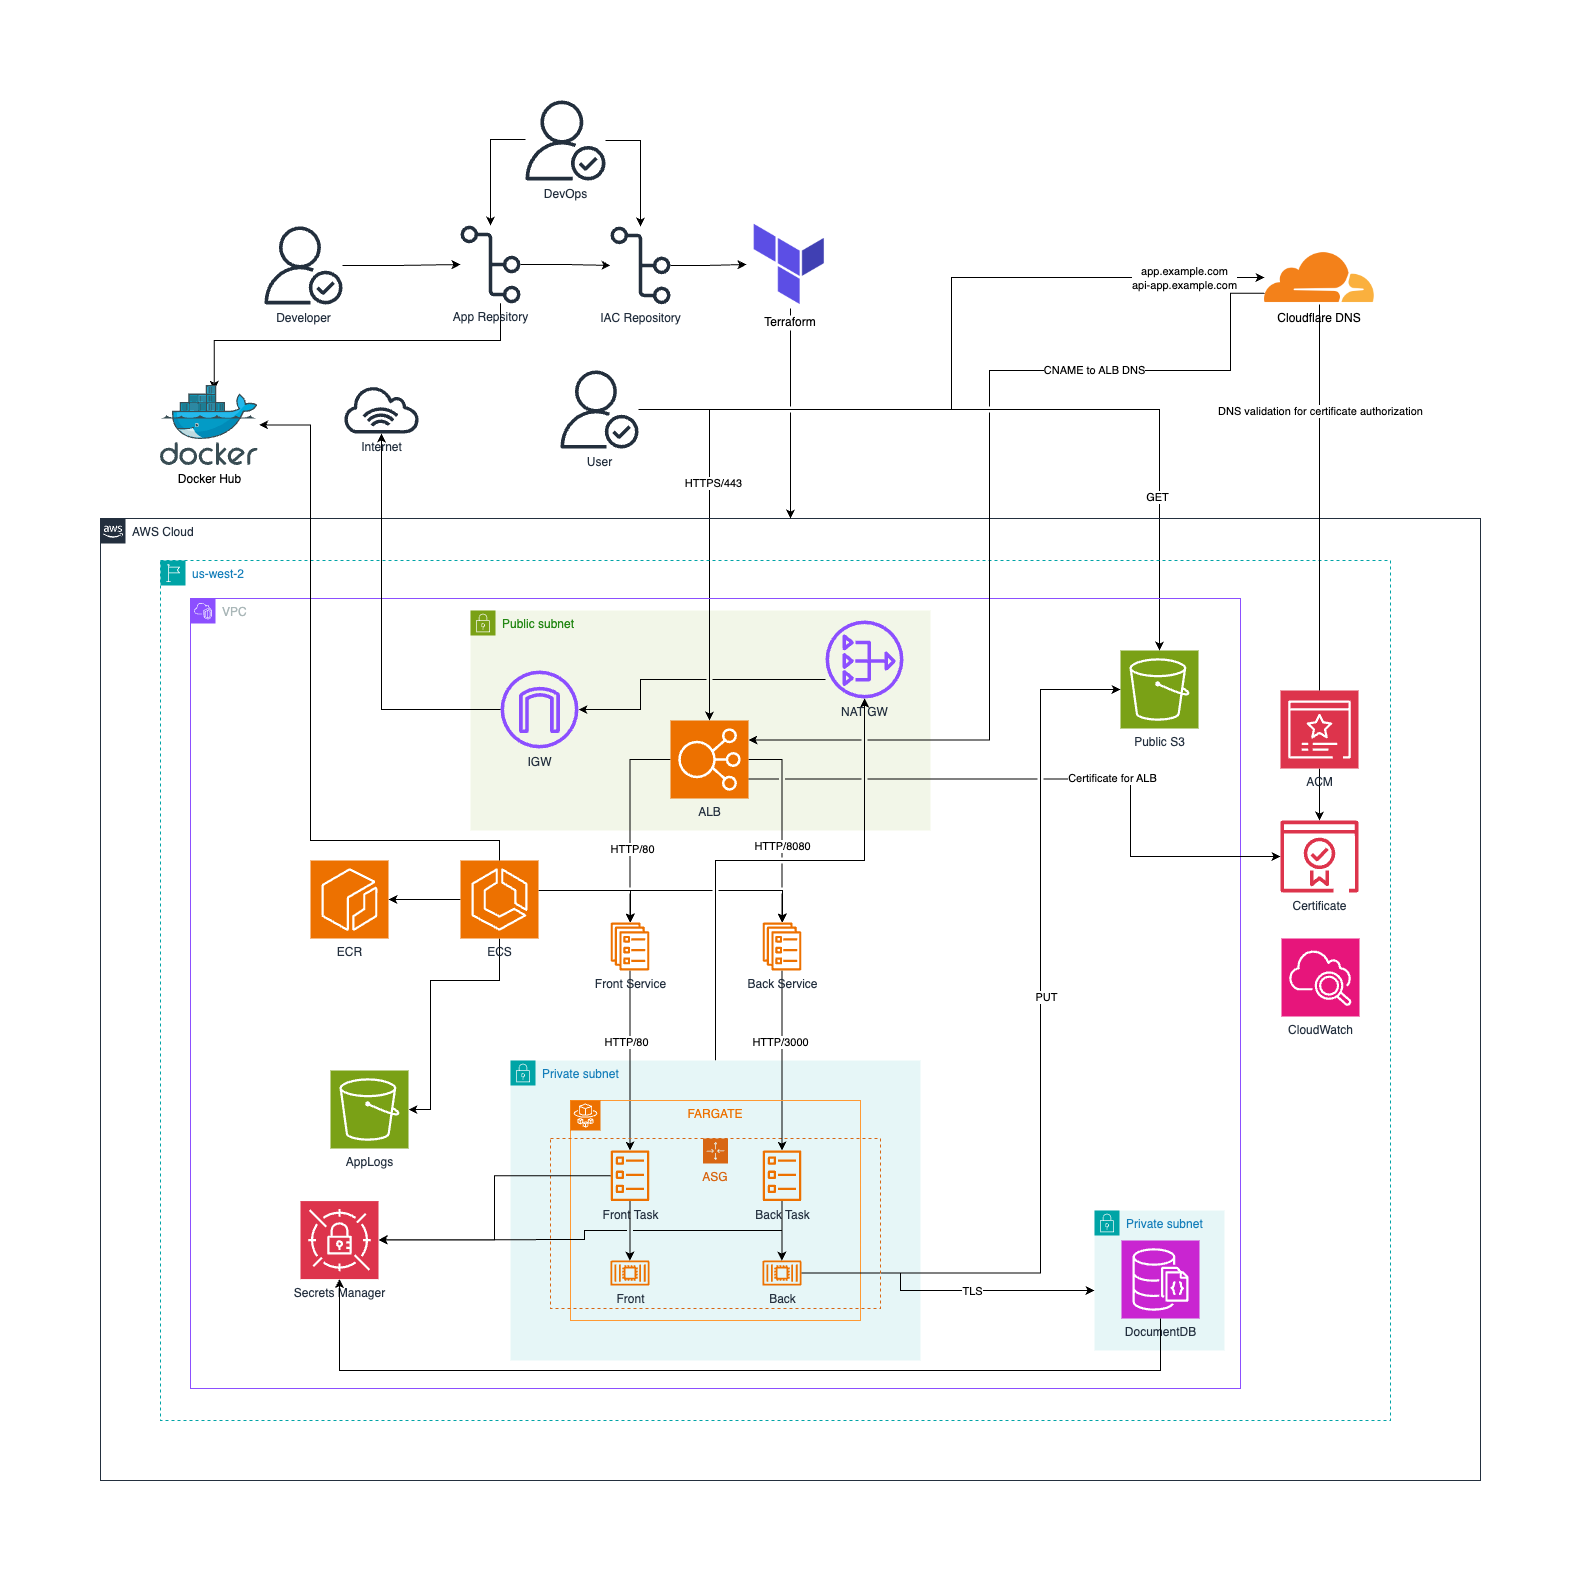 DevOps
Developer
App Repsitory
IAC Repository
Terraform
app.example.com
api-app.example.com
Cloudflare DNS
CNAME to ALB DNS
DNS validation for certificate authorization
docker
Docker Hub
Internet
User
HTTPS/443
GET
aws
AWS Cloud
us-west-2
VPC
Public subnet
NAT GW
IGW
ALB
Public S3
ACM
Certificate for ALB
HTTP/80
HTTP/8080
ECR
ECS
Certificate
Front Service
Back Service
PUT
CloudWatch
HTTP/80
HTTP/3000
Private subnet
FARGATE
ASG
AppLogs
Front Task
Back Task
Private subnet
Secrets Manager
Front
Back
TLS
DocumentDB